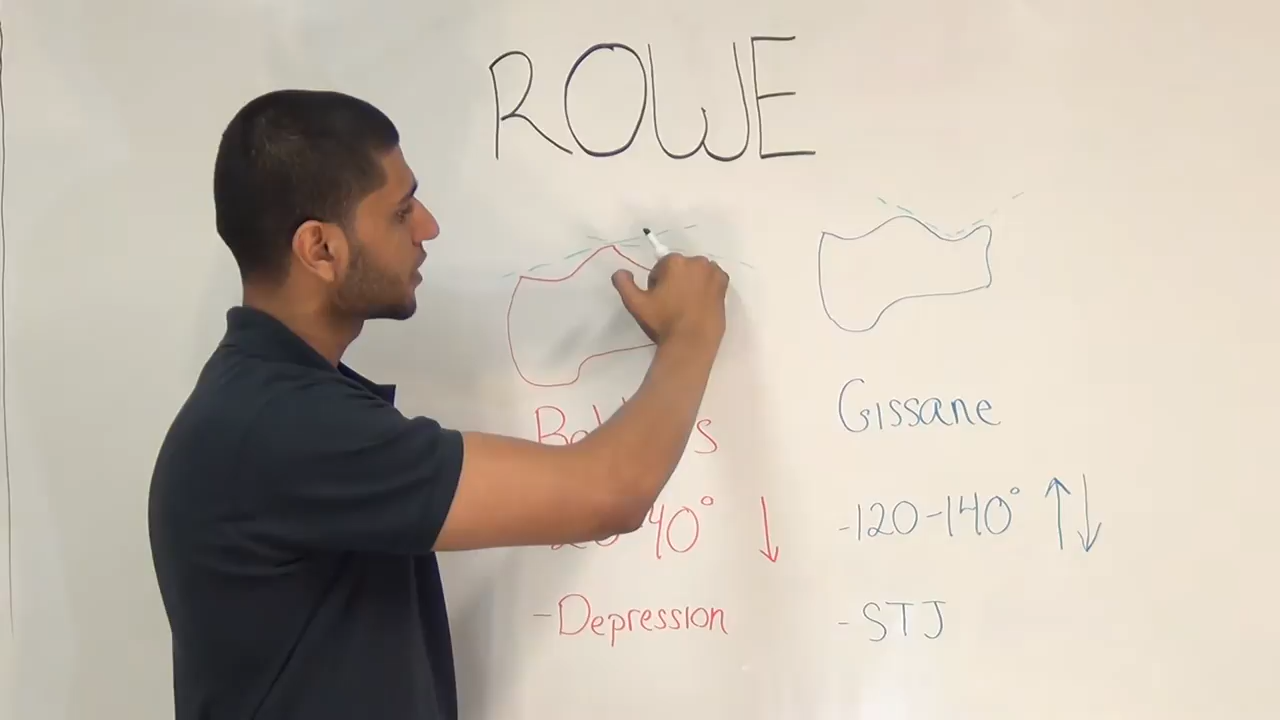 ROWE
Gissane
40° ↓
-120-140° ↑↓
-Depression
-STJ